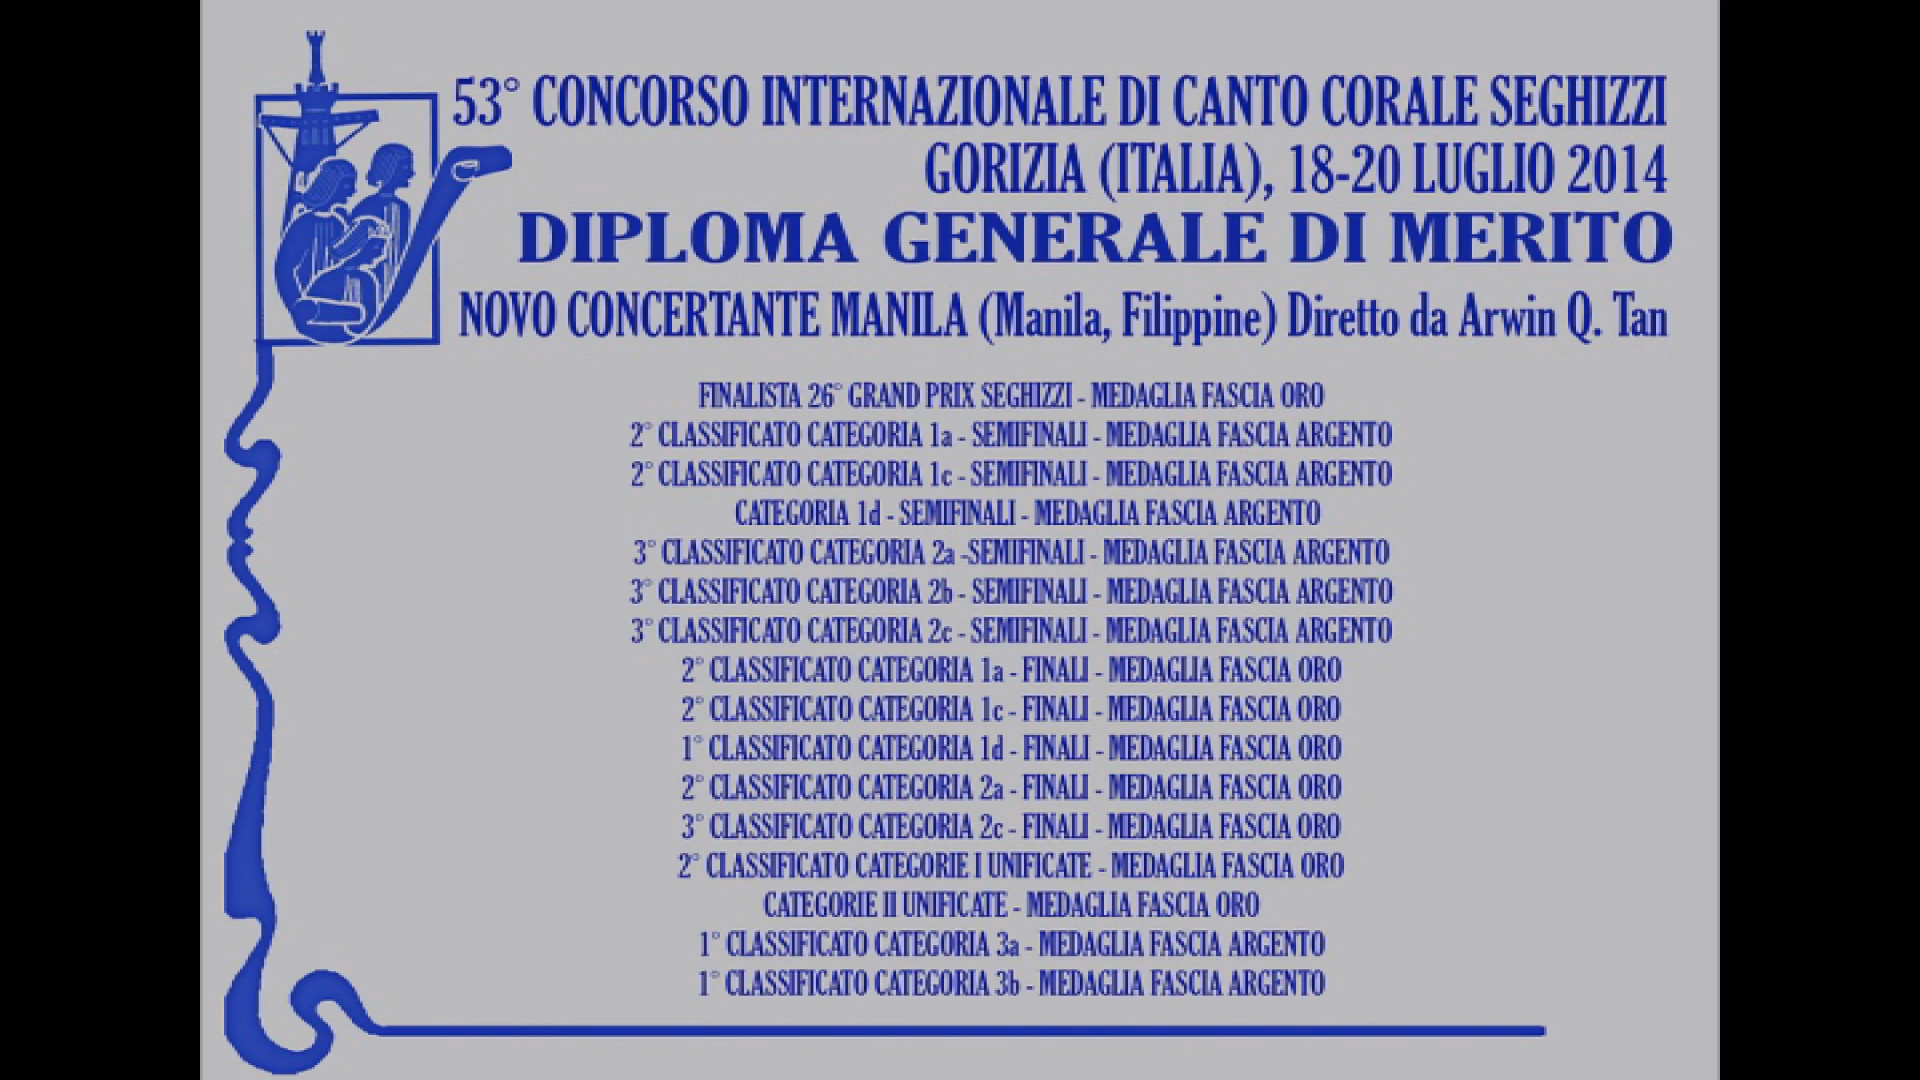 53° CONCORSO INTERNAZIONALE DI CANTO CORALE SEGHIZZI
GORIZIA (ITALIA), 18-20 LUGLIO 2014
DIPLOMA GENERALE DI MERITO
NOVO CONCERTANTE MANILA (Manila, Filippine) Diretto da Arwin Q. Tan
FINALISTA 26° GRAND PRIX SEGHIZZI - MEDAGLIA FASCIA ORO
2° CLASSIFICATO CATEGORIA 1a - SEMIFINALI - MEDAGLIA FASCIA ARGENTO
2° CLASSIFICATO CATEGORIA 1c - SEMIFINALI - MEDAGLIA FASCIA ARGENTO
CATEGORIA 1d - SEMIFINALI - MEDAGLIA FASCIA ARGENTO
3° CLASSIFICATO CATEGORIA 2a -SEMIFINALI - MEDAGLIA FASCIA ARGENTO
3° CLASSIFICATO CATEGORIA 2b - SEMIFINALI - MEDAGLIA FASCIA ARGENTO
3° CLASSIFICATO CATEGORIA 2c - SEMIFINALI - MEDAGLIA FASCIA ARGENTO
2° CLASSIFICATO CATEGORIA 1a - FINALI - MEDAGLIA FASCIA ORO
2° CLASSIFICATO CATEGORIA 1c - FINALI - MEDAGLIA FASCIA ORO
1° CLASSIFICATO CATEGORIA 1d - FINALI - MEDAGLIA FASCIA ORO
2° CLASSIFICATO CATEGORIA 2a - FINALI - MEDAGLIA FASCIA ORO
3° CLASSIFICATO CATEGORIA 2c - FINALI - MEDAGLIA FASCIA ORO
2° CLASSIFICATO CATEGORIE I UNIFICATE - MEDAGLIA FASCIA ORO
CATEGORIE II UNIFICATE - MEDAGLIA FASCIA ORO
1° CLASSIFICATO CATEGORIA 3a - MEDAGLIA FASCIA ARGENTO
1° CLASSIFICATO CATEGORIA 3b - MEDAGLIA FASCIA ARGENTO